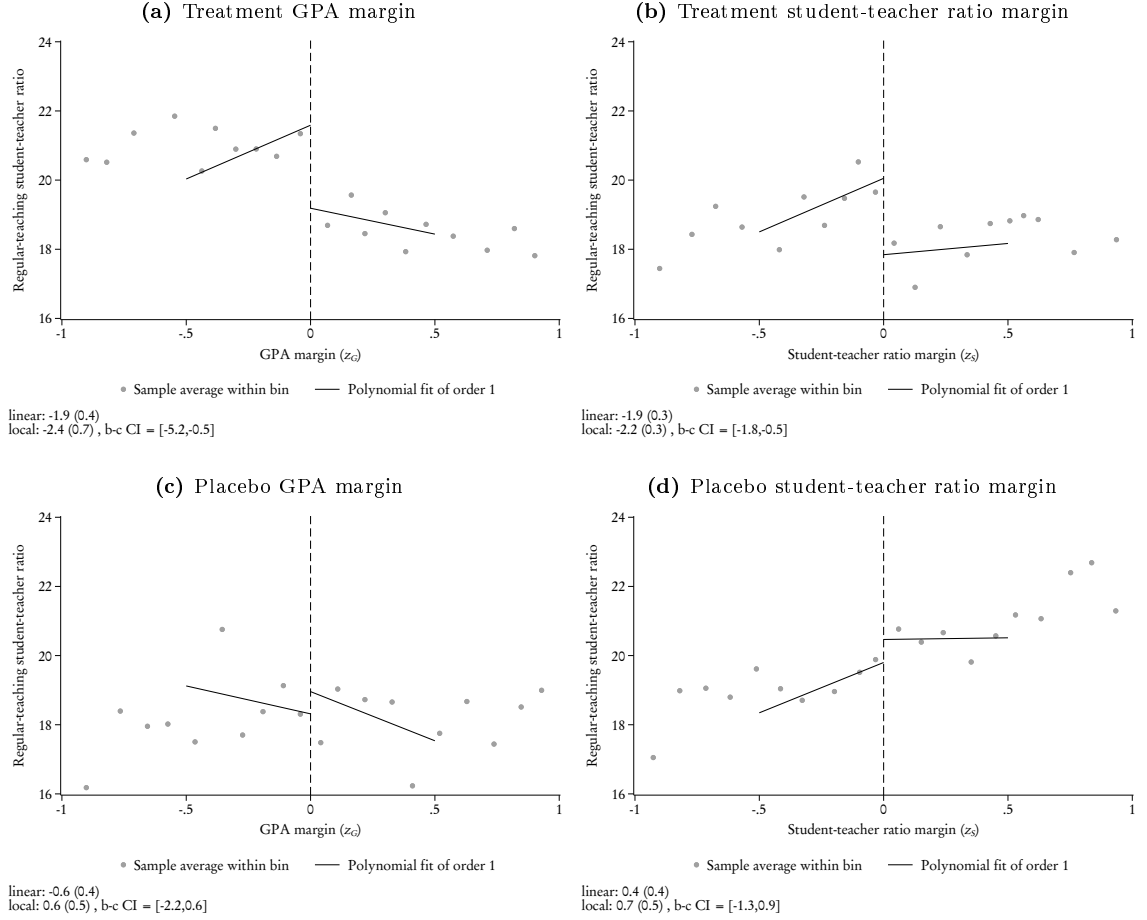 (a) Treatment GPA margin
24
22
20
18
16
Regular-teaching student-teacher ratio
-1 -.5 0 .5 1
GPA margin (zG)
Sample average within bin Polynomial fit of order 1
linear: -1.9 (0.4)
local: -2.4 (0.7) , b-c CI = [-5.2,-0.5]
(b) Treatment student-teacher ratio margin
24
22
20
18
16
Regular-teaching student-teacher ratio
-1 -.5 0 .5 1
Student-teacher ratio margin (zS)
Sample average within bin Polynomial fit of order 1
linear: -1.9 (0.3)
local: -2.2 (0.3) , b-c CI = [-1.8,-0.5]
(c) Placebo GPA margin
24
22
20
18
16
Regular-teaching student-teacher ratio
-1 -.5 0 .5 1
GPA margin (zG)
Sample average within bin Polynomial fit of order 1
linear: -0.6 (0.4)
local: 0.6 (0.5) , b-c CI = [-2.2,0.6]
(d) Placebo student-teacher ratio margin
24
22
20
18
16
Regular-teaching student-teacher ratio
-1 -.5 0 .5 1
Student-teacher ratio margin (zS)
Sample average within bin Polynomial fit of order 1
linear: 0.4 (0.4)
local: 0.7 (0.5) , b-c CI = [-1.3,0.9]